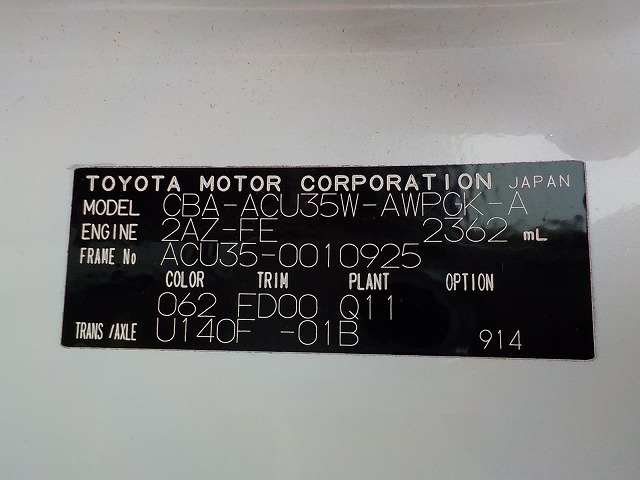 TOYOTA MOTOR CORPORATION JAPAN
MODEL CBA-ACU35W-AWPGK-A
ENGINE 2AZ-FE 2362 mL
FRAME No ACU35-0010925
COLOR TRIM PLANT OPTION
062 FD00 Q11
TRANS/AXLE U140F -01B 914